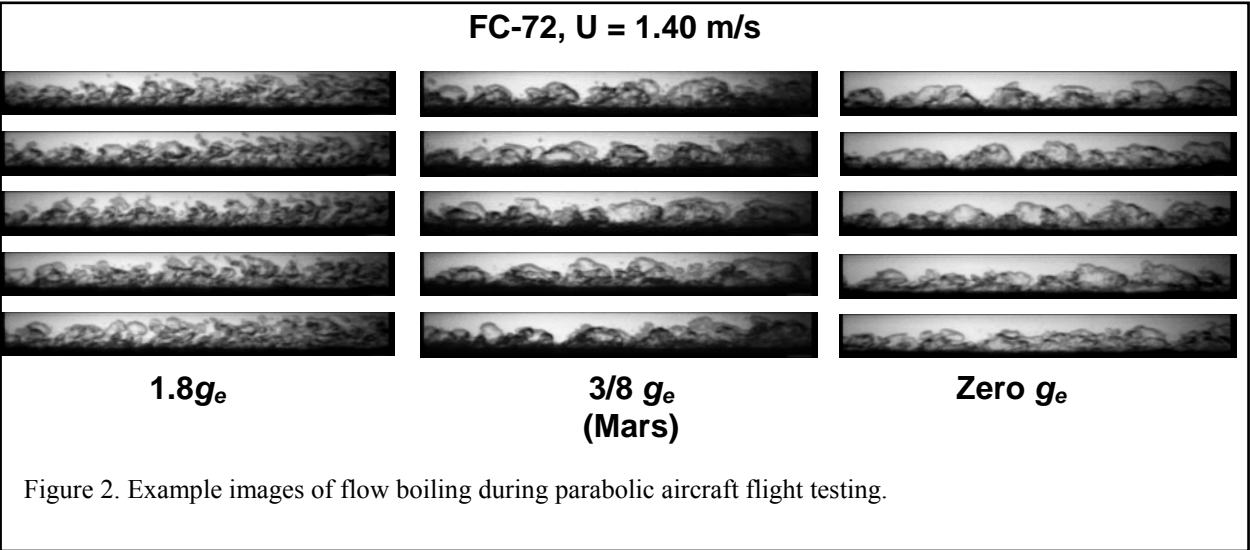 FC-72, U = 1.40 m/s
1.8gₑ
3/8 gₑ
(Mars)
Zero gₑ
Figure 2. Example images of flow boiling during parabolic aircraft flight testing.